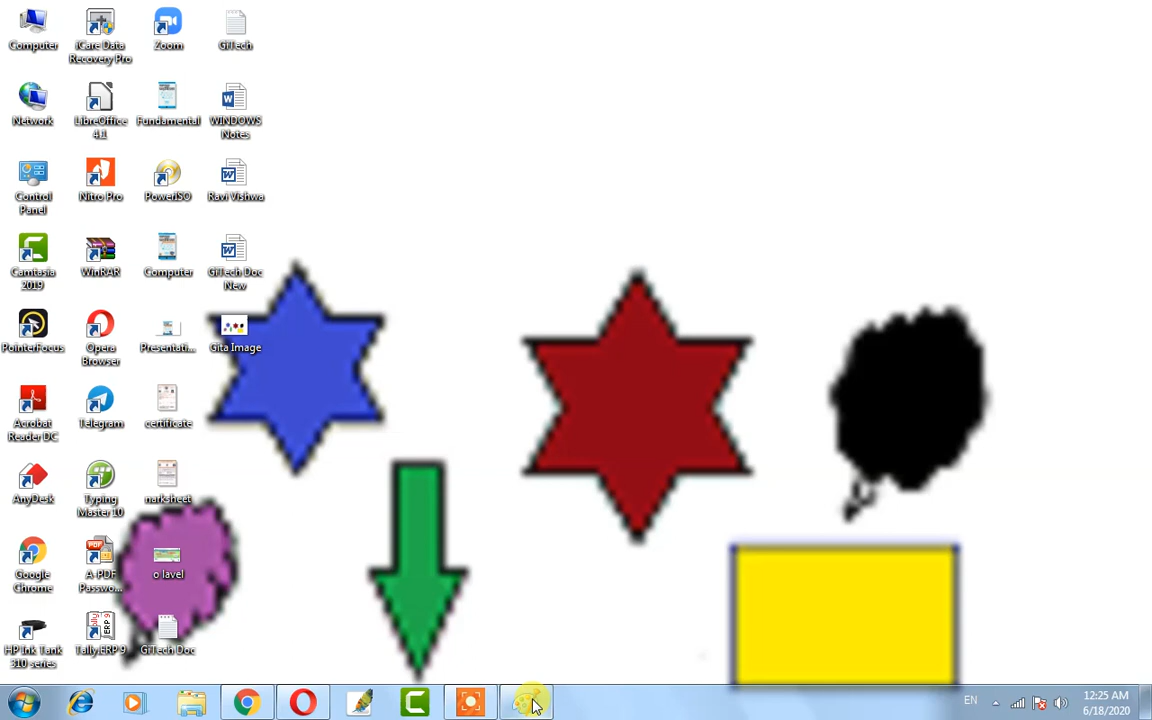 Computer
iCare Data
Recovery Pro
Zoom
GiTech
Network
LibreOffice
4.1
Fundamental
WINDOWS
Notes
Control
Panel
Nitro Pro
PowerISO
Ravi Vishwa
Camtasia
2019
WinRAR
Computer
GiTech Doc
New
PointerFocus
Opera
Browser
Presentati...
Gita Image
Acrobat
Reader DC
Telegram
certificate
AnyDesk
Typing
Master 10
narksheet
Google
Chrome
A-PDF
Passwo...
o lavel
HP Ink Tank
310 series
Tally.ERP 9
GiTech Doc
EN
12:25 AM
6/18/2020